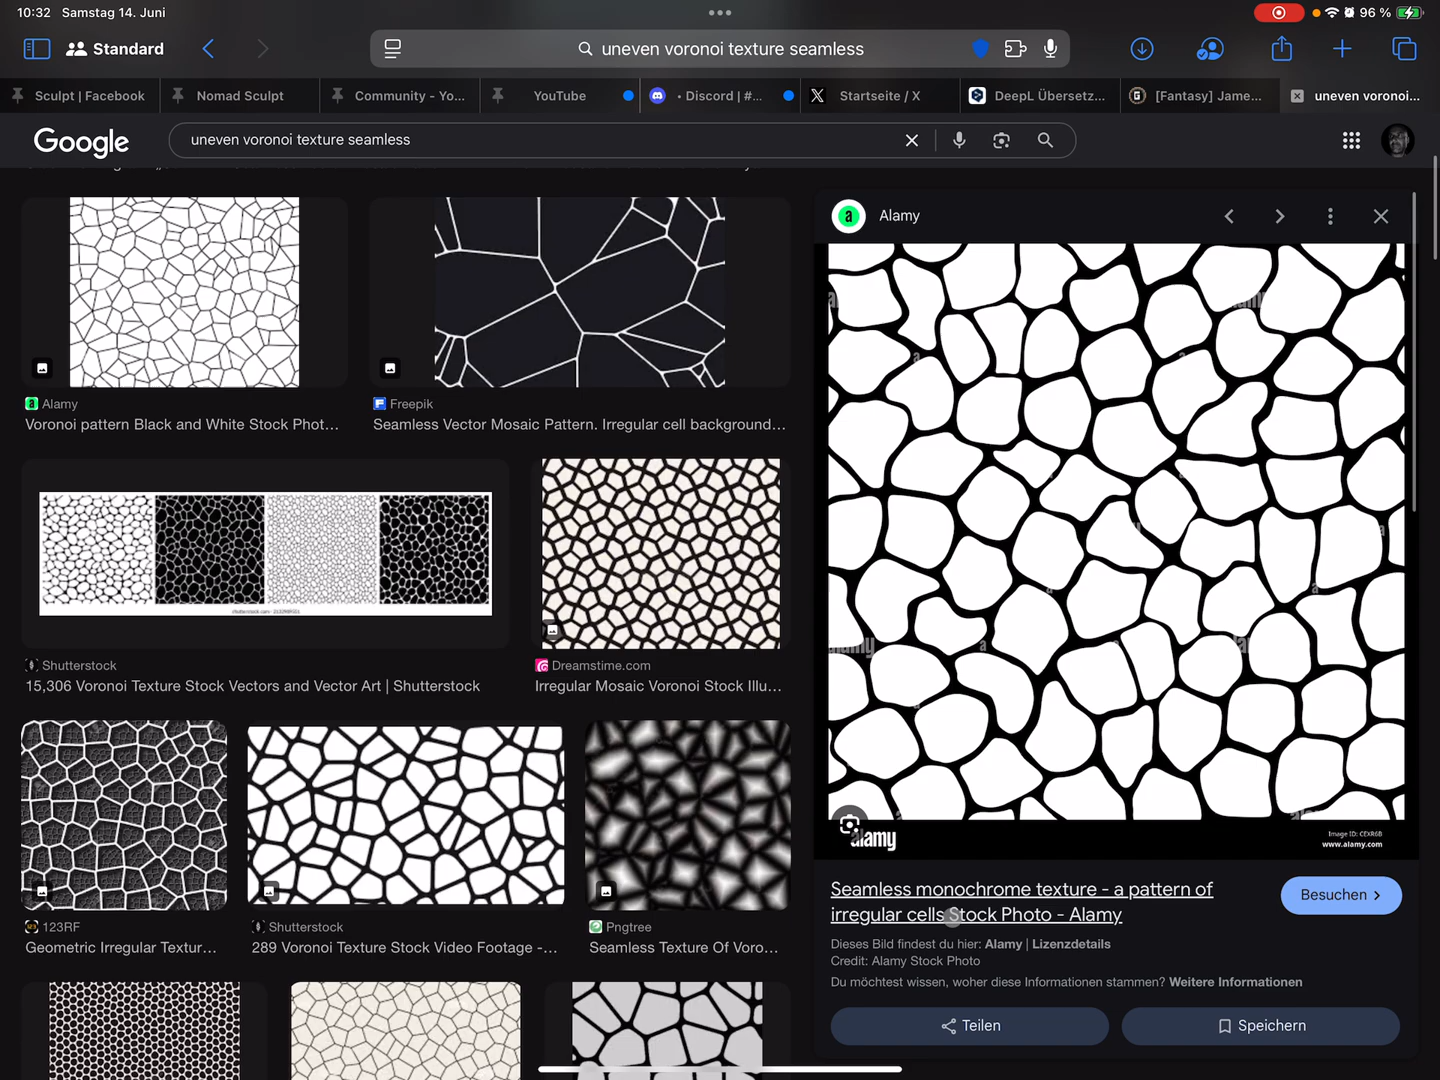 10:32 Samstag 14. Juni
96 %
Standard
uneven voronoi texture seamless
Sculpt | Facebook
Nomad Sculpt
Community - Yo...
YouTube
• Discord | #...
Startseite / X
DeepL Übersetz...
[Fantasy] Jame...
uneven voronoi...
Google
uneven voronoi texture seamless
Alamy
Voronoi pattern Black and White Stock Phot...
Freepik
Seamless Vector Mosaic Pattern. Irregular cell background...
Shutterstock
15,306 Voronoi Texture Stock Vectors and Vector Art | Shutterstock
Dreamstime.com
Irregular Mosaic Voronoi Stock Illu...
123RF
Geometric Irregular Textur...
Shutterstock
289 Voronoi Texture Stock Video Footage -...
Pngtree
Seamless Texture Of Voro...
a
Alamy
alamy
Image ID: CEXR6B
www.alamy.com
Seamless monochrome texture - a pattern of
irregular cells Stock Photo - Alamy
Besuchen
Dieses Bild findest du hier: Alamy | Lizenzdetails
Credit: Alamy Stock Photo
Du möchtest wissen, woher diese Informationen stammen? Weitere Informationen
Teilen
Speichern